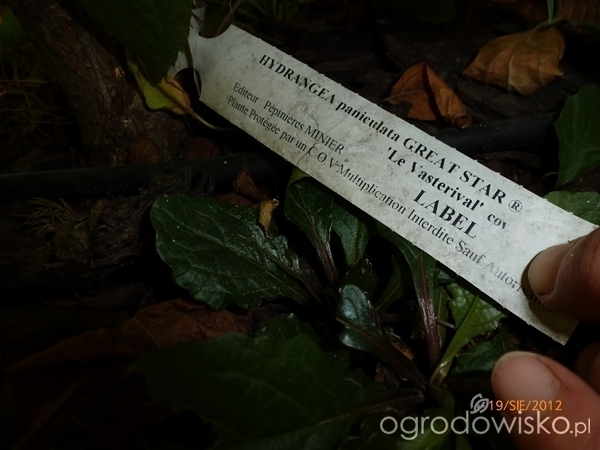 HYDRANGEA paniculata GREAT STAR ®
'Le Vasterival' cov
Editeur : Pépinières MINIER LABEL
Plante Protégée par un C O V Multiplication Interdite Sauf
19/SIE/2012
ogrodowisko.pl